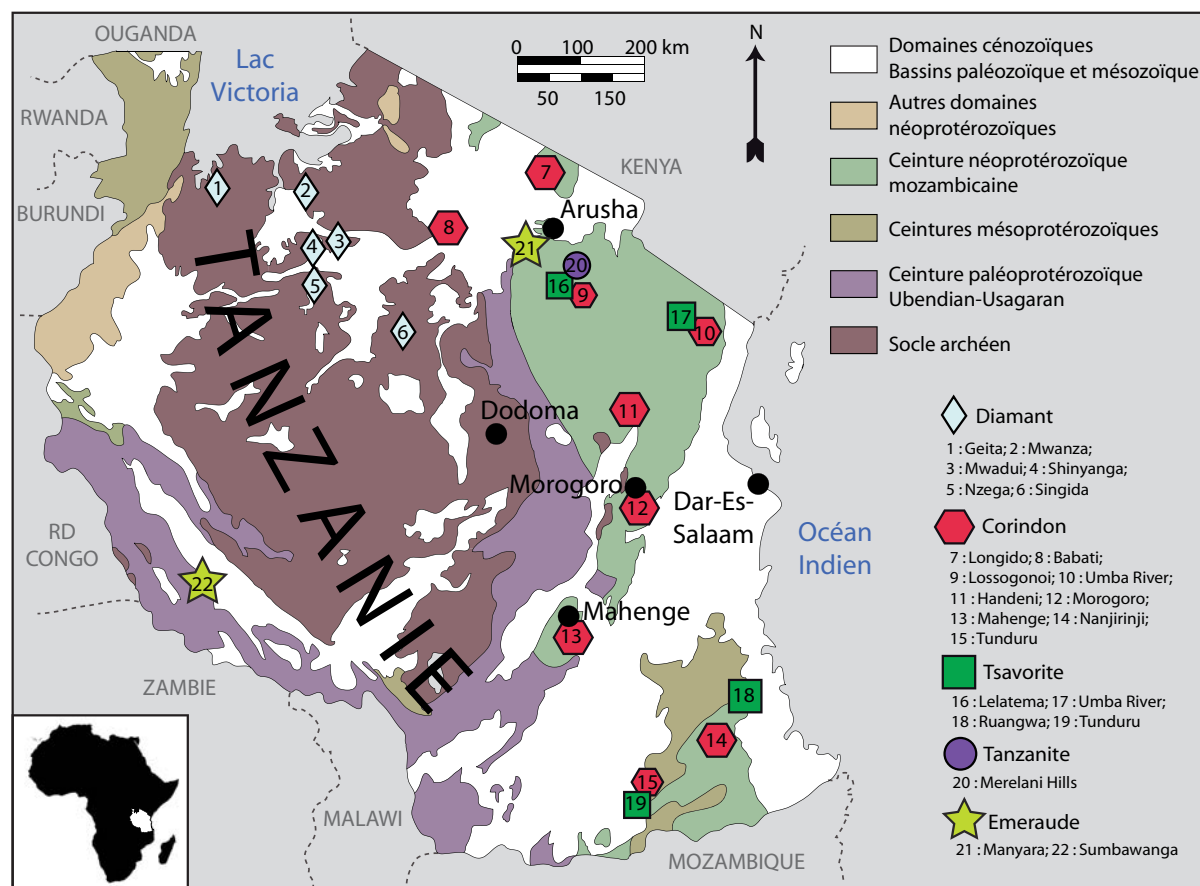 OUGANDA
Lac
Victoria
RWANDA
BURUNDI
0 100 200 km
50 150
N
KENYA
1
2
3
4
5
6
7
8
21
Arusha
20
16
9
17
10
11
TANZANIE
Dodoma
Morogoro
12
Dar-Es-
Salaam
Océan
Indien
RD
CONGO
22
Mahenge
13
ZAMBIE
18
14
15
19
MALAWI
MOZAMBIQUE
Domaines cénozoïques
Bassins paléozoïque et mésozoïque
Autres domaines
néoprotérozoïques
Ceinture néoprotérozoïque
mozambicaine
Ceintures mésoprotérozoïques
Ceinture paléoprotérozoïque
Ubendian-Usagaran
Socle archéen
Diamant
1 : Geita; 2 : Mwanza;
3 : Mwadui; 4 : Shinyanga;
5 : Nzega; 6 : Singida
Corindon
7 : Longido; 8 : Babati;
9 : Lossogonoi; 10 : Umba River;
11 : Handeni; 12 : Morogoro;
13 : Mahenge; 14 : Nanjirinji;
15 : Tunduru
Tsavorite
16 : Lelatema; 17 : Umba River;
18 : Ruangwa; 19 : Tunduru
Tanzanite
20 : Merelani Hills
Emeraude
21 : Manyara; 22 : Sumbawanga